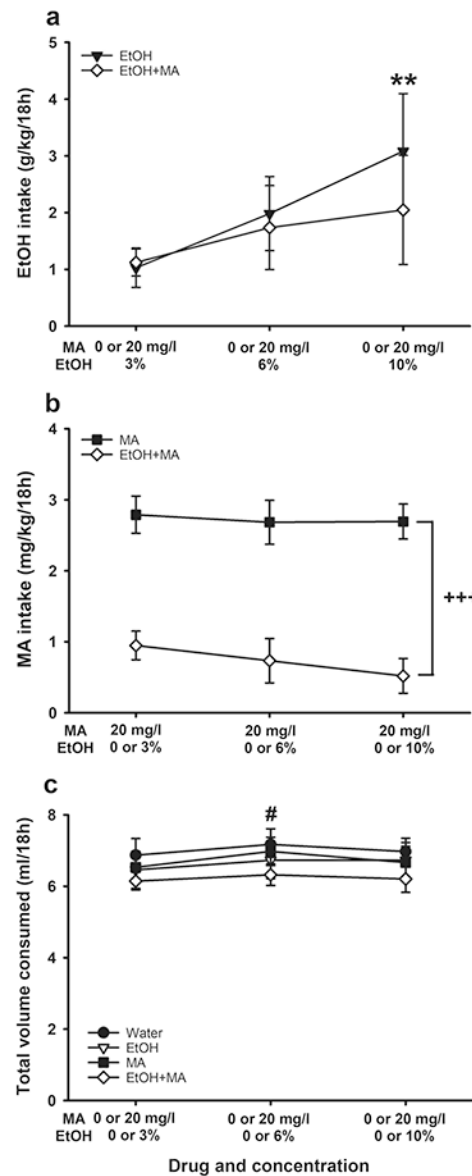 a
5
EtOH
EtOH+MA
**
4
3
2
1
0
EtOH intake (g/kg/18h)
MA 0 or 20 mg/l 0 or 20 mg/l 0 or 20 mg/l
EtOH 3% 6% 10%
b
4
MA
EtOH+MA
3
2
1
0
MA intake (mg/kg/18h)
+++
MA 20 mg/l 20 mg/l 20 mg/l
EtOH 0 or 3% 0 or 6% 0 or 10%
c
8
#
6
4
2
0
Total volume consumed (ml/18h)
Water
EtOH
MA
EtOH+MA
MA 0 or 20 mg/l 0 or 20 mg/l 0 or 20 mg/l
EtOH 0 or 3% 0 or 6% 0 or 10%
Drug and concentration